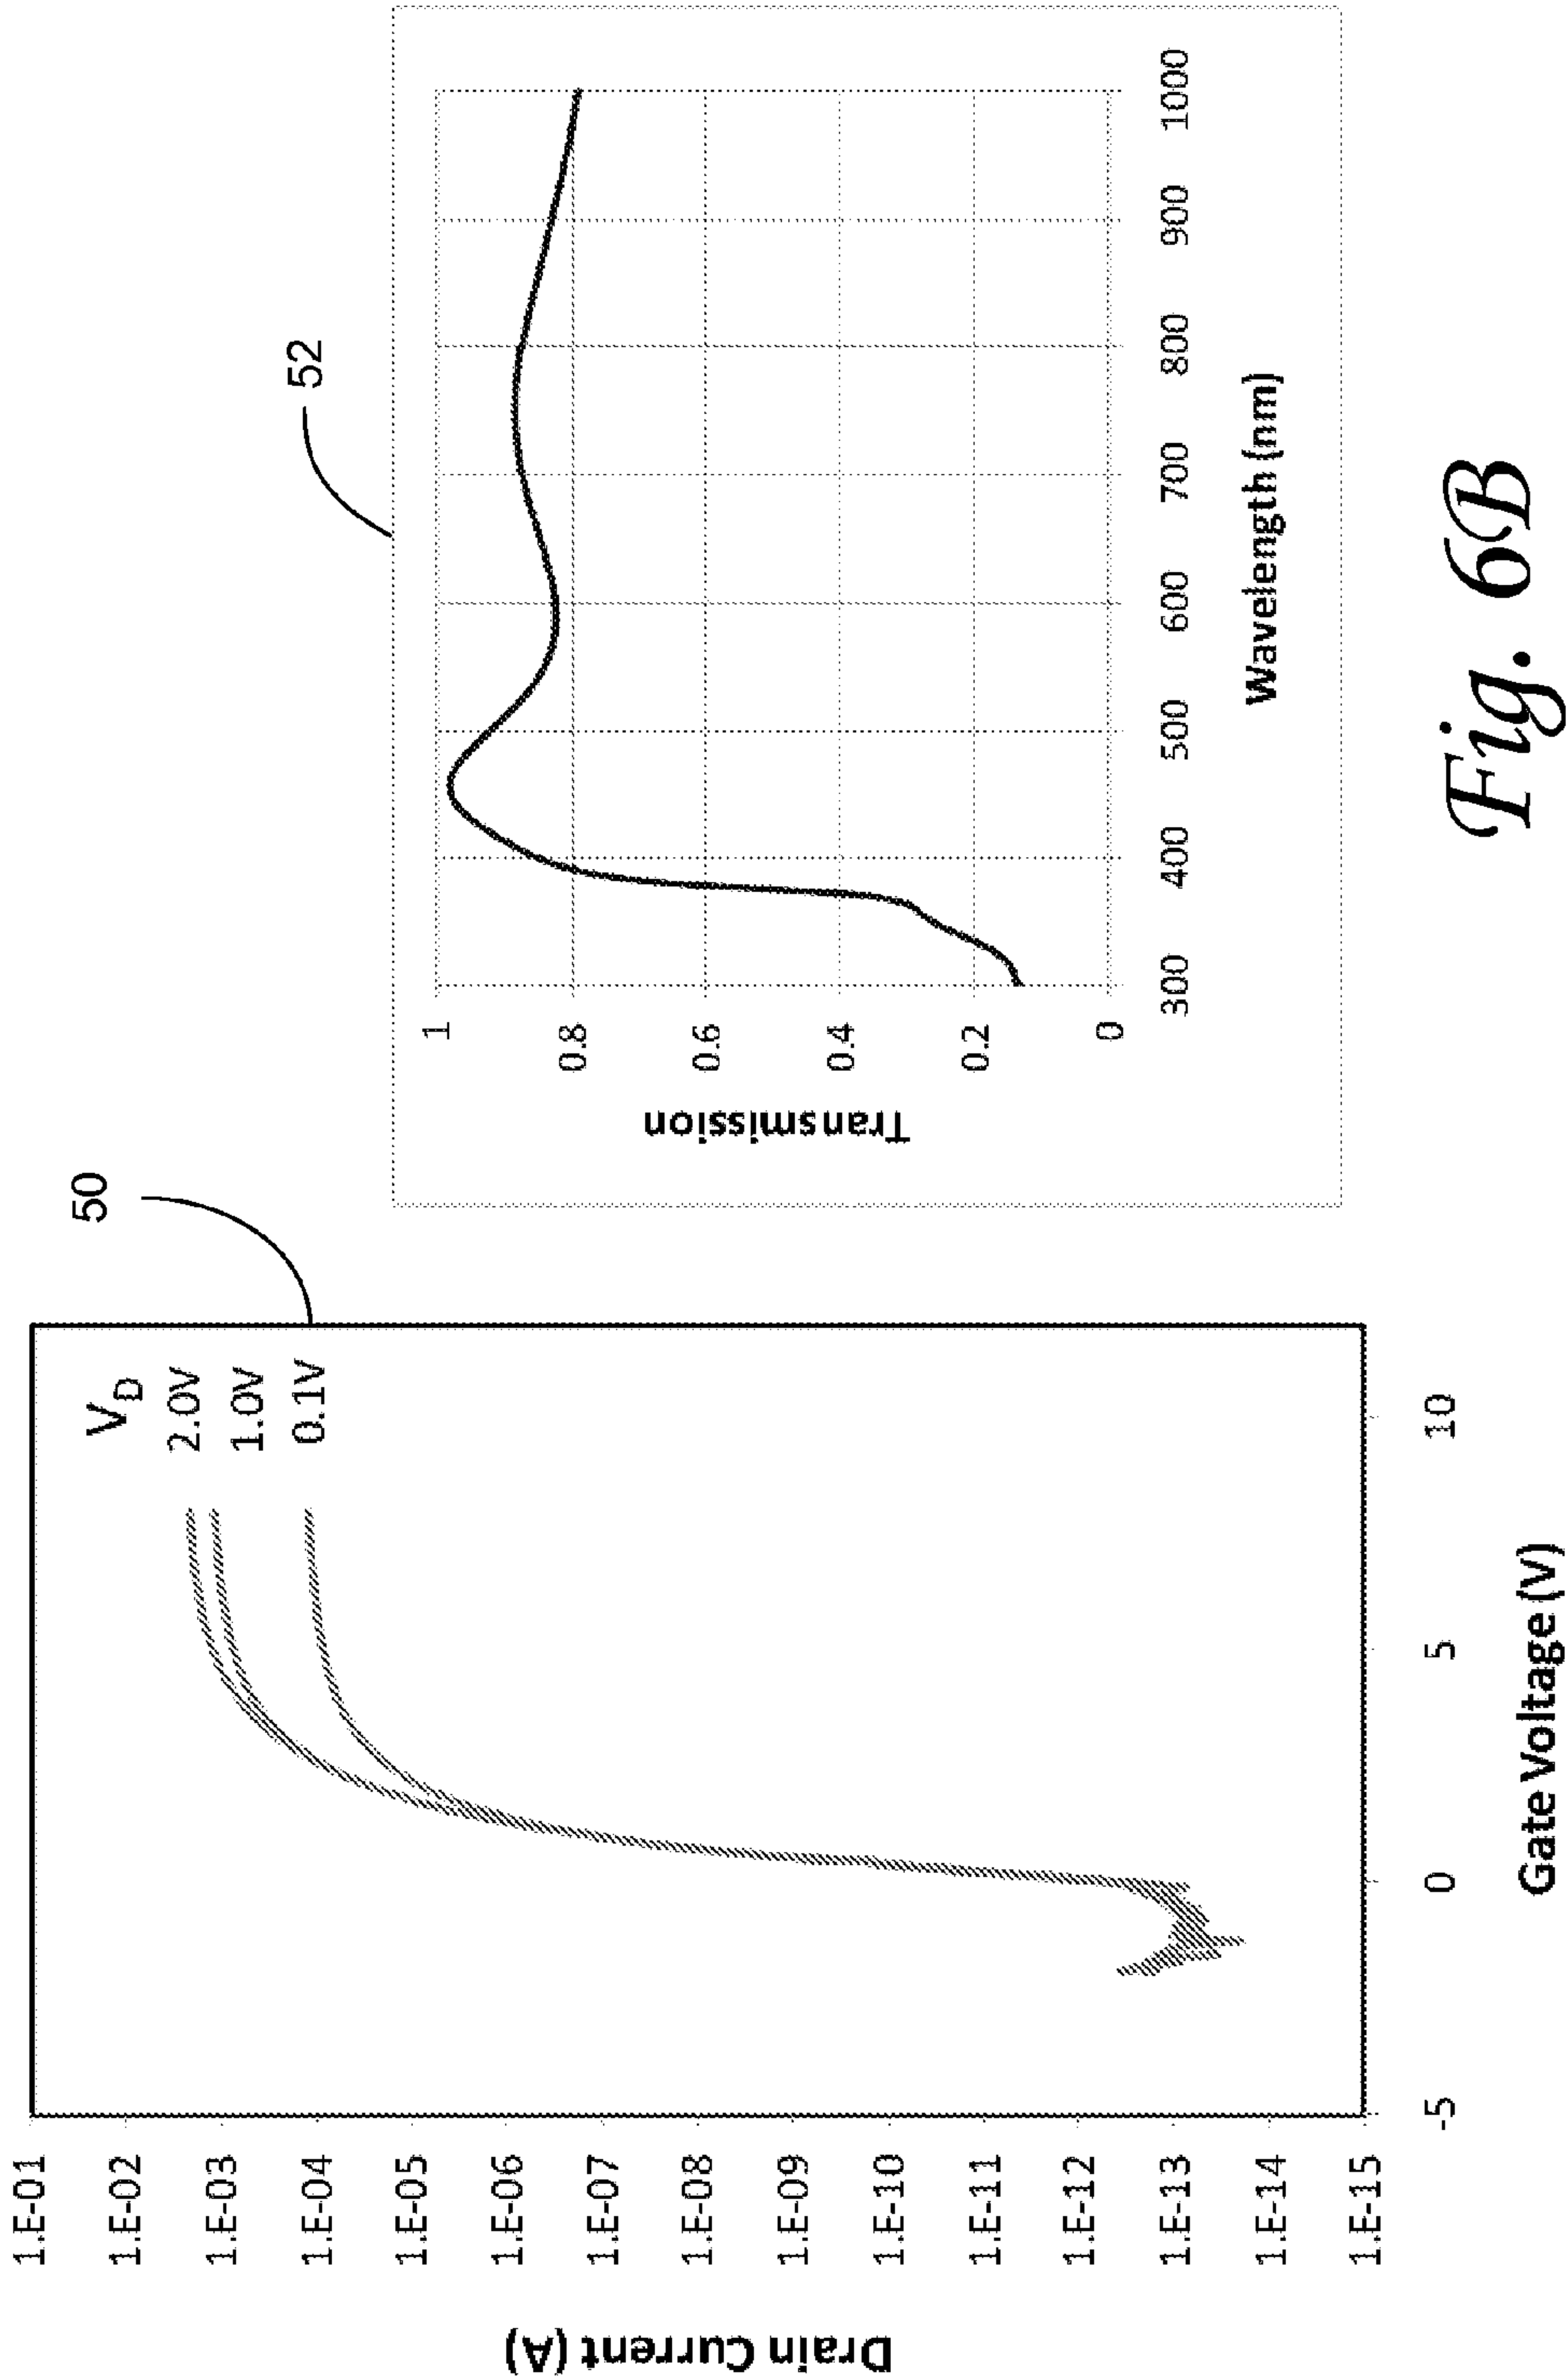 50
V_D
2.0V
1.0V
0.1V
1.E-01
1.E-02
1.E-03
1.E-04
1.E-05
1.E-06
1.E-07
1.E-08
1.E-09
1.E-10
1.E-11
1.E-12
1.E-13
1.E-14
1.E-15
Drain Current (A)
-5 0 5 10
Gate Voltage (V)
52
1
0.8
0.6
0.4
0.2
0
Transmission
300 400 500 600 700 800 900 1000
Wavelength (nm)
Fig. 6B